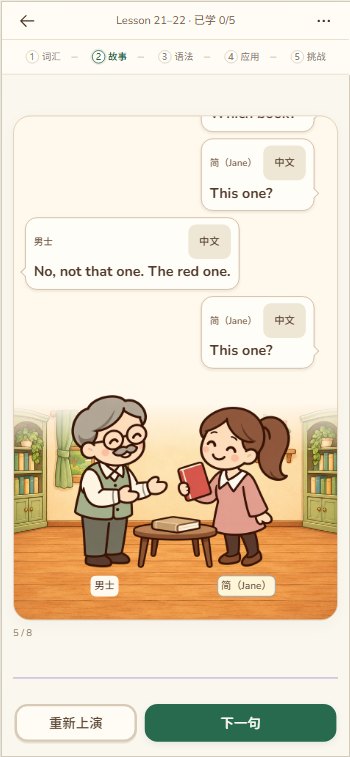 Lesson 21–22 · 已学 0/5
1 词汇 – 2 故事 – 3 语法 – 4 应用 – 5 挑战
Which book?
简（Jane） 中文
This one?
男士 中文
No, not that one. The red one.
简（Jane） 中文
This one?
男士 简（Jane）
5 / 8
重新上演 下一句